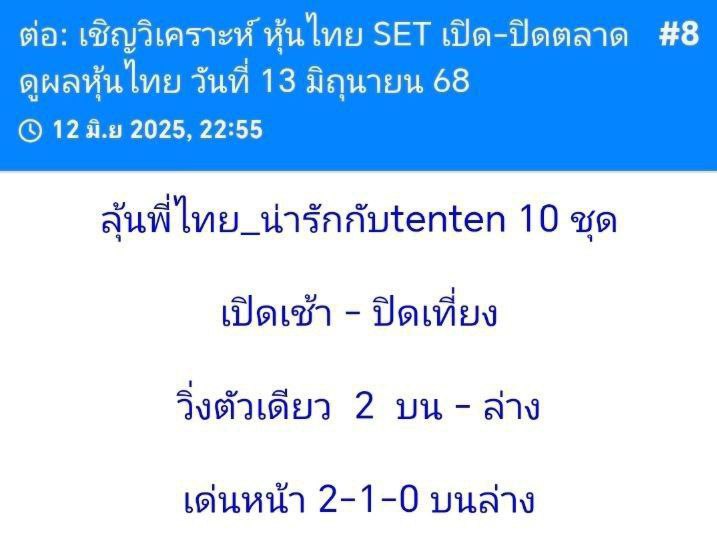 ต่อ: เชิญวิเคราะห์ หุ้นไทย SET เปิด-ปิดตลาด #8
ดูผลหุ้นไทย วันที่ 13 มิถุนายน 68
12 มิ.ย 2025, 22:55
ลุ้นพี่ไทย_น่ารักกับtenten 10 ชุด
เปิดเช้า - ปิดเที่ยง
วิ่งตัวเดียว 2 บน - ล่าง
เด่นหน้า 2-1-0 บนล่าง